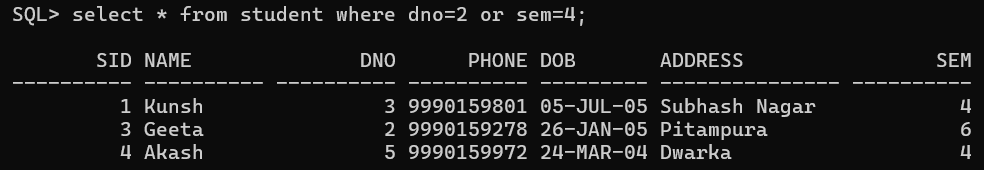 SQL> select * from student where dno=2 or sem=4;
SID NAME DNO PHONE DOB ADDRESS SEM
---------- ---------- ---------- ---------- --------- --------------- ----------
1 Kunsh 3 9990159801 05-JUL-05 Subhash Nagar 4
3 Geeta 2 9990159278 26-JAN-05 Pitampura 6
4 Akash 5 9990159972 24-MAR-04 Dwarka 4